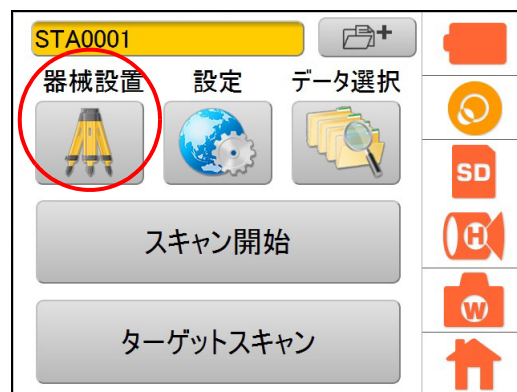 STA0001
器械設置 設定 データ選択
SD
スキャン開始
H
W
ターゲットスキャン